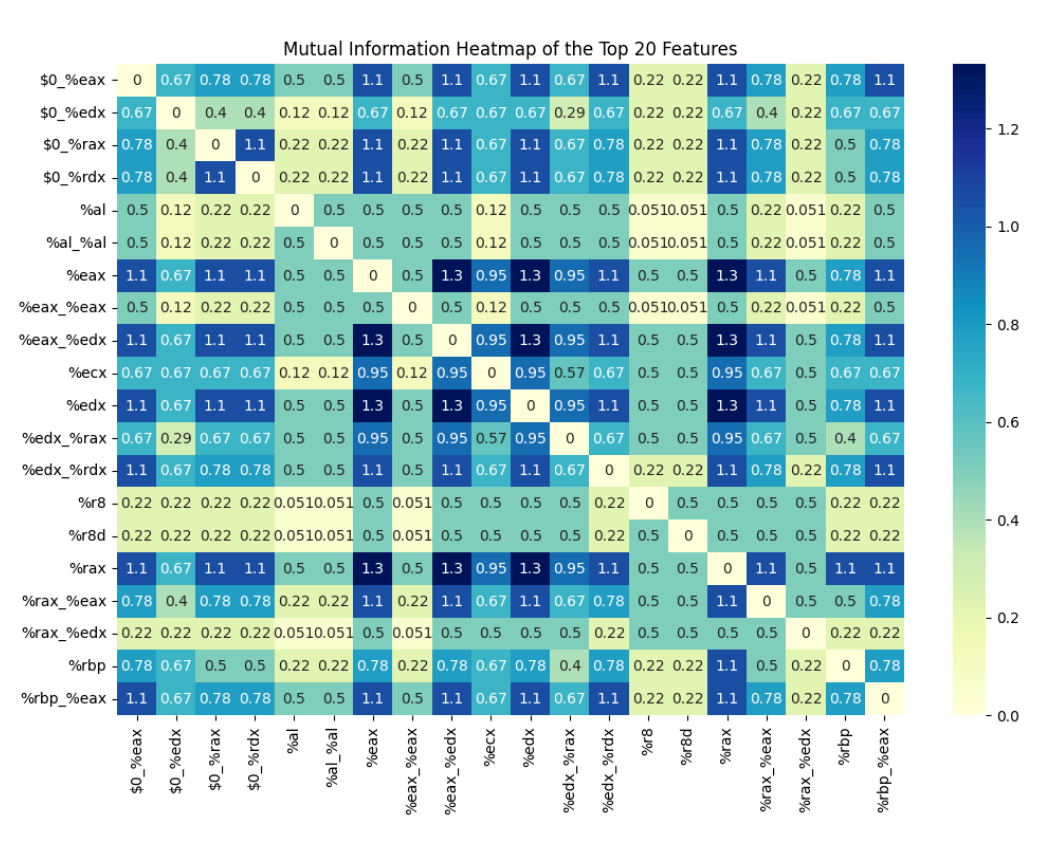 Mutual Information Heatmap of the Top 20 Features
$0_%eax 0 0.67 0.78 0.78 0.5 0.5 1.1 0.5 1.1 0.67 1.1 0.67 1.1 0.22 0.22 1.1 0.78 0.22 0.78 1.1
$0_%edx 0.67 0 0.4 0.4 0.12 0.12 0.67 0.12 0.67 0.67 0.67 0.29 0.67 0.22 0.22 0.67 0.4 0.22 0.67 0.67
$0_%rax 0.78 0.4 0 1.1 0.22 0.22 1.1 0.22 1.1 0.67 1.1 0.67 0.78 0.22 0.22 1.1 0.78 0.22 0.5 0.78
$0_%rdx 0.78 0.4 1.1 0 0.22 0.22 1.1 0.22 1.1 0.67 1.1 0.67 0.78 0.22 0.22 1.1 0.78 0.22 0.5 0.78
%al 0.5 0.12 0.22 0.22 0 0.5 0.5 0.5 0.5 0.12 0.5 0.5 0.5 0.051 0.051 0.5 0.22 0.051 0.22 0.5
%al_%al 0.5 0.12 0.22 0.22 0.5 0 0.5 0.5 0.5 0.12 0.5 0.5 0.5 0.051 0.051 0.5 0.22 0.051 0.22 0.5
%eax 1.1 0.67 1.1 1.1 0.5 0.5 0 0.5 1.3 0.95 1.3 0.95 1.1 0.5 0.5 1.3 1.1 0.5 0.78 1.1
%eax_%eax 0.5 0.12 0.22 0.22 0.5 0.5 0.5 0 0.5 0.12 0.5 0.5 0.5 0.051 0.051 0.5 0.22 0.051 0.22 0.5
%eax_%edx 1.1 0.67 1.1 1.1 0.5 0.5 1.3 0.5 0 0.95 1.3 0.95 1.1 0.5 0.5 1.3 1.1 0.5 0.78 1.1
%ecx 0.67 0.67 0.67 0.67 0.12 0.12 0.95 0.12 0.95 0 0.95 0.57 0.67 0.5 0.5 0.95 0.67 0.5 0.67 0.67
%edx 1.1 0.67 1.1 1.1 0.5 0.5 1.3 0.5 1.3 0.95 0 0.95 1.1 0.5 0.5 1.3 1.1 0.5 0.78 1.1
%edx_%rax 0.67 0.29 0.67 0.67 0.5 0.5 0.95 0.5 0.95 0.57 0.95 0 0.67 0.5 0.5 0.95 0.67 0.5 0.4 0.67
%edx_%rdx 1.1 0.67 0.78 0.78 0.5 0.5 1.1 0.5 1.1 0.67 1.1 0.67 0 0.22 0.22 1.1 0.78 0.22 0.78 1.1
%r8 0.22 0.22 0.22 0.22 0.051 0.051 0.5 0.051 0.5 0.5 0.5 0.5 0.22 0 0.5 0.5 0.5 0.5 0.22 0.22
%r8d 0.22 0.22 0.22 0.22 0.051 0.051 0.5 0.051 0.5 0.5 0.5 0.5 0.22 0.5 0 0.5 0.5 0.5 0.22 0.22
%rax 1.1 0.67 1.1 1.1 0.5 0.5 1.3 0.5 1.3 0.95 1.3 0.95 1.1 0.5 0.5 0 1.1 0.5 1.1 1.1
%rax_%eax 0.78 0.4 0.78 0.78 0.22 0.22 1.1 0.22 1.1 0.67 1.1 0.67 0.78 0.5 0.5 1.1 0 0.5 0.5 0.78
%rax_%edx 0.22 0.22 0.22 0.22 0.051 0.051 0.5 0.051 0.5 0.5 0.5 0.5 0.22 0.5 0.5 0.5 0.5 0 0.22 0.22
%rbp 0.78 0.67 0.5 0.5 0.22 0.22 0.78 0.22 0.78 0.67 0.78 0.4 0.78 0.22 0.22 1.1 0.5 0.22 0 0.78
%rbp_%eax 1.1 0.67 0.78 0.78 0.5 0.5 1.1 0.5 1.1 0.67 1.1 0.67 1.1 0.22 0.22 1.1 0.78 0.22 0.78 0
$0_%eax $0_%edx $0_%rax $0_%rdx %al %al_%al %eax %eax_%eax %eax_%edx %ecx %edx %edx_%rax %edx_%rdx %r8 %r8d %rax %rax_%eax %rax_%edx %rbp %rbp_%eax
1.2
1.0
0.8
0.6
0.4
0.2
0.0